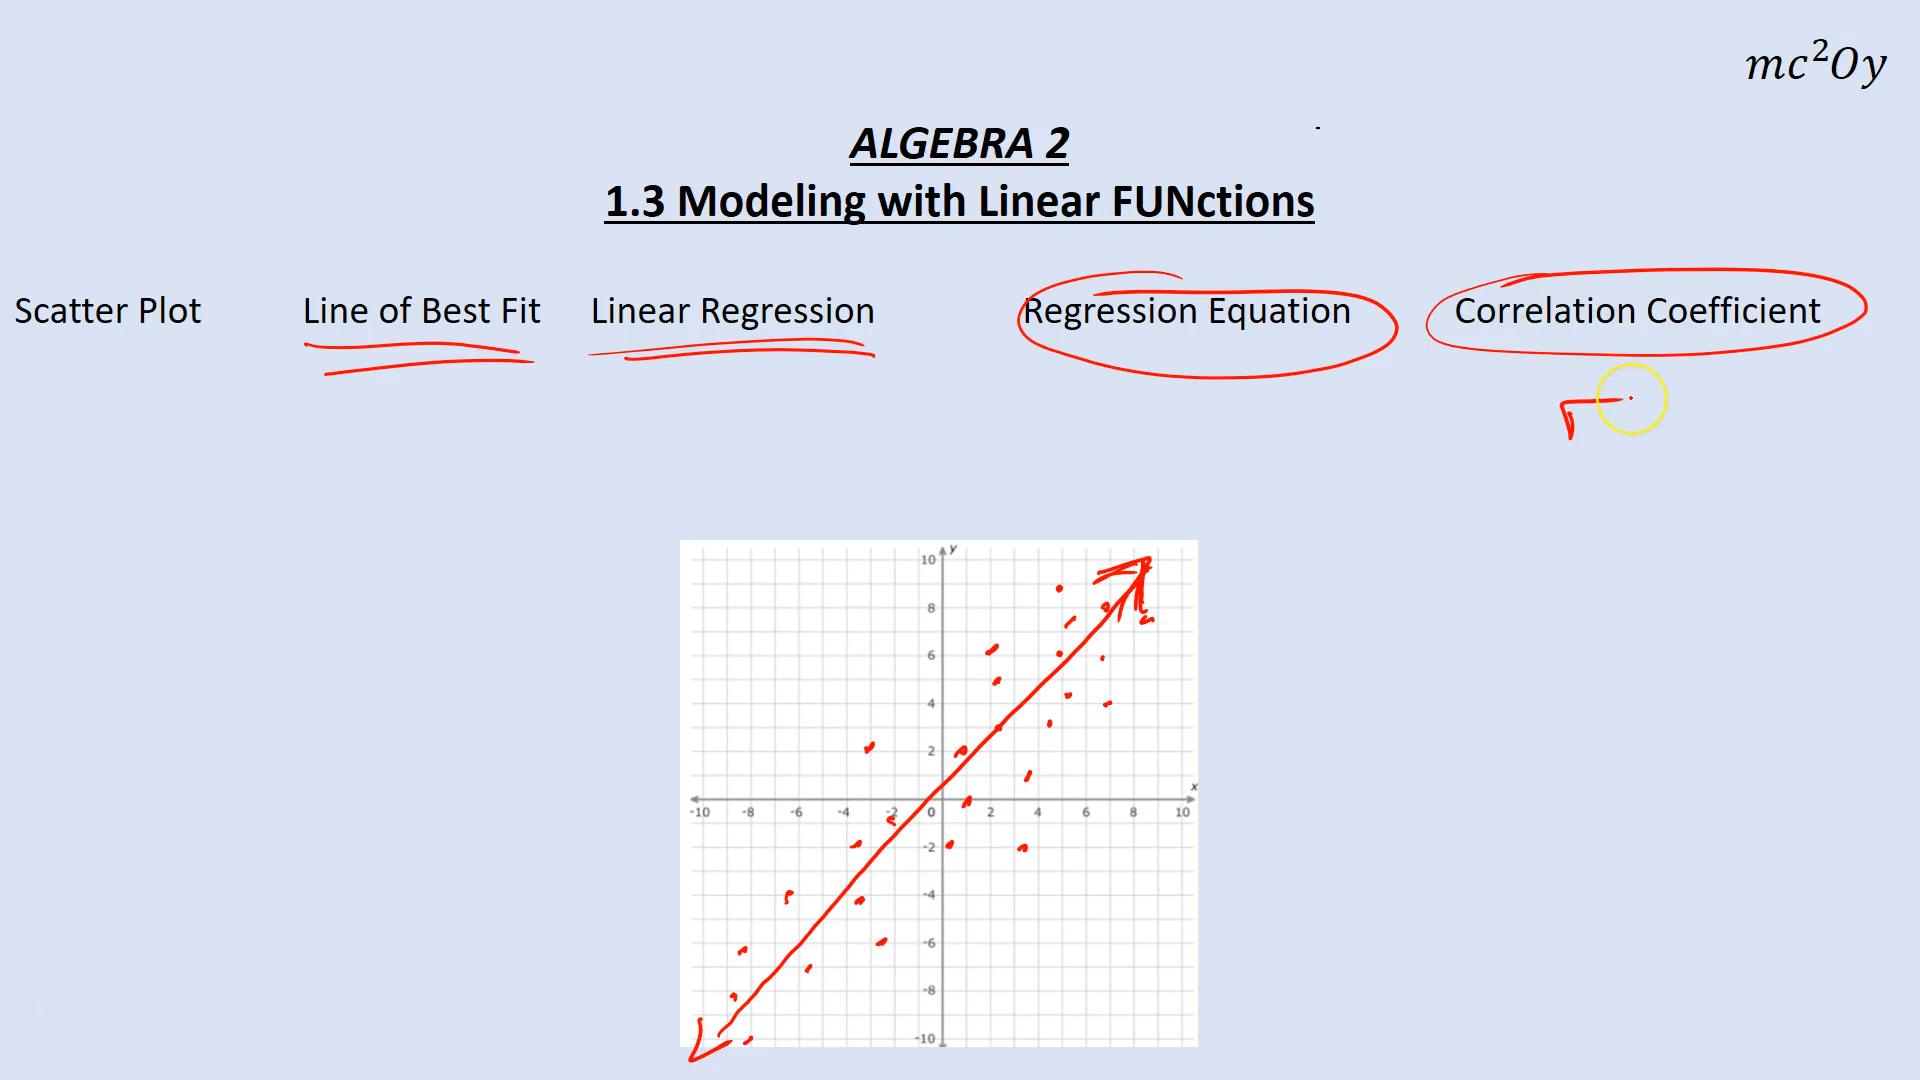 mc²Oy
ALGEBRA 2
1.3 Modeling with Linear FUNctions
Scatter Plot Line of Best Fit Linear Regression Regression Equation Correlation Coefficient
y
10
8
6
4
2
x
-10 -8 -6 -4 -2 0 2 4 6 8 10
-2
-4
-6
-8
-10